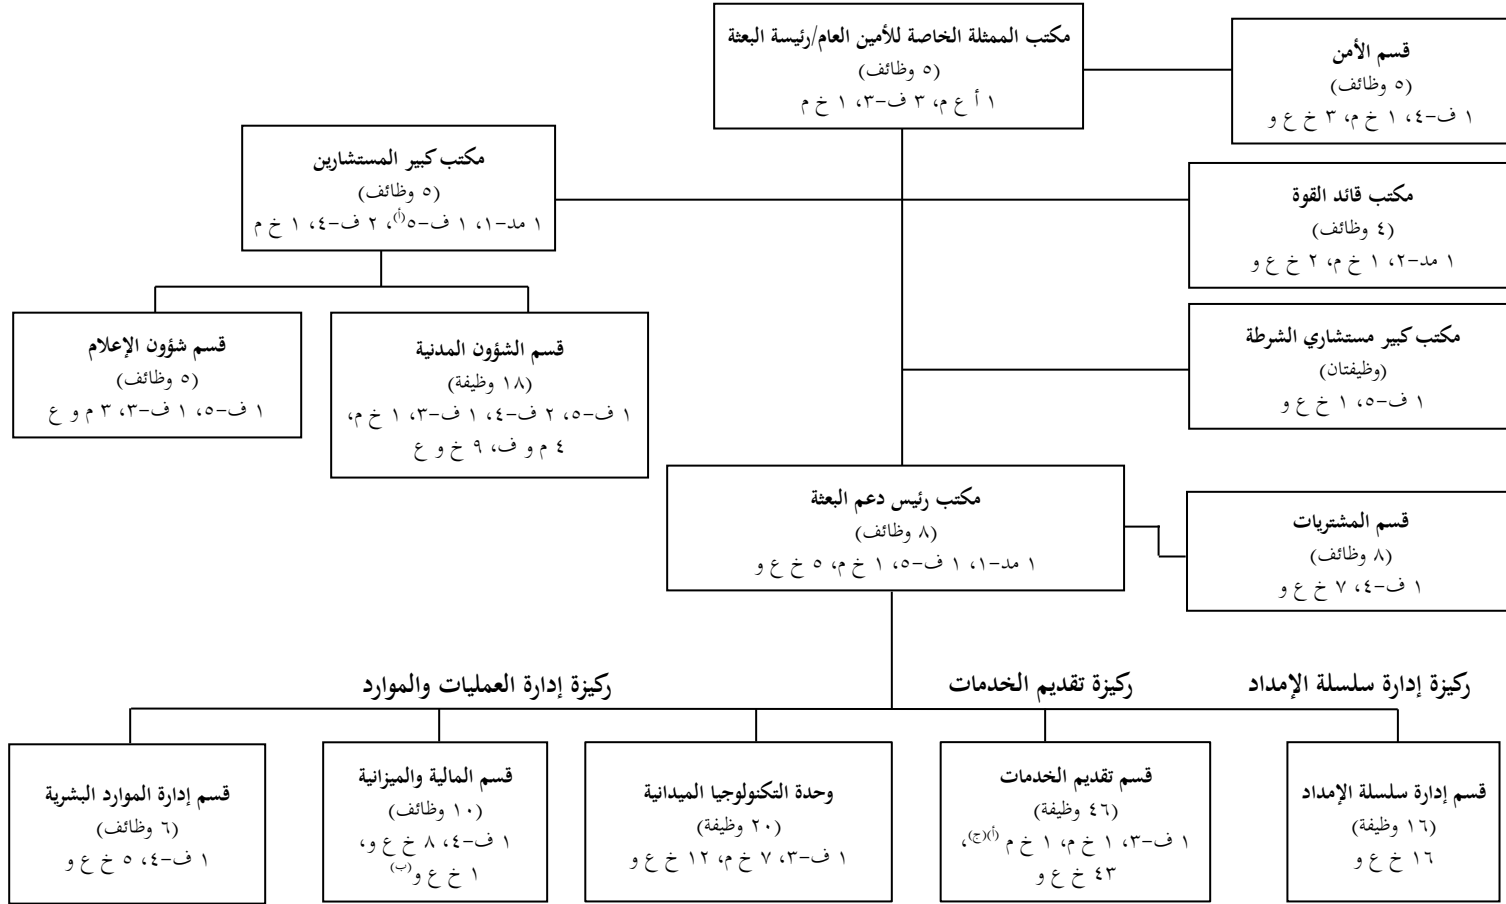 مكتب الممثلة الخاصة للأمين العام/رئيسة البعثة
(٥ وظائف)
١ أ ع م، ٣ ف-٣، ١ خ م
قسم الأمن
(٥ وظائف)
١ ف-٤، ١ خ م، ٣ خ ع و
مكتب كبير المستشارين
(٥ وظائف)
١ مد-١، ١ ف-٥(أ)، ٢ ف-٤، ١ خ م
مكتب قائد القوة
(٤ وظائف)
١ مد-٢، ١ خ م، ٢ خ ع و
مكتب كبير مستشاري الشرطة
(وظيفتان)
١ ف-٥، ١ خ ع و
قسم الشؤون المدنية
(١٨ وظيفة)
١ ف-٥، ٢ ف-٤، ١ ف-٣، ١ خ م،
٤ م و ف، ٩ خ و ع
قسم شؤون الإعلام
(٥ وظائف)
١ ف-٥، ١ ف-٣، ٣ م و ع
مكتب رئيس دعم البعثة
(٨ وظائف)
١ مد-١، ١ ف-٥، ١ خ م، ٥ خ ع و
قسم المشتريات
(٨ وظائف)
١ ف-٤، ٧ خ ع و
ركيزة إدارة سلسلة الإمداد
ركيزة تقديم الخدمات
ركيزة إدارة العمليات والموارد
قسم إدارة سلسلة الإمداد
(١٦ وظيفة)
١٦ خ ع و
قسم تقديم الخدمات
(٤٦ وظيفة)
١ ف-٣، ١ خ م، ١ خ م (أ)(ج)،
٤٣ خ ع و
وحدة التكنولوجيا الميدانية
(٢٠ وظيفة)
١ ف-٣، ٧ خ م، ١٢ خ ع و
قسم المالية والميزانية
(١٠ وظائف)
١ ف-٤، ٨ خ ع و،
١ خ ع و(ب)
قسم إدارة الموارد البشرية
(٦ وظائف)
١ ف-٤، ٥ خ ع و